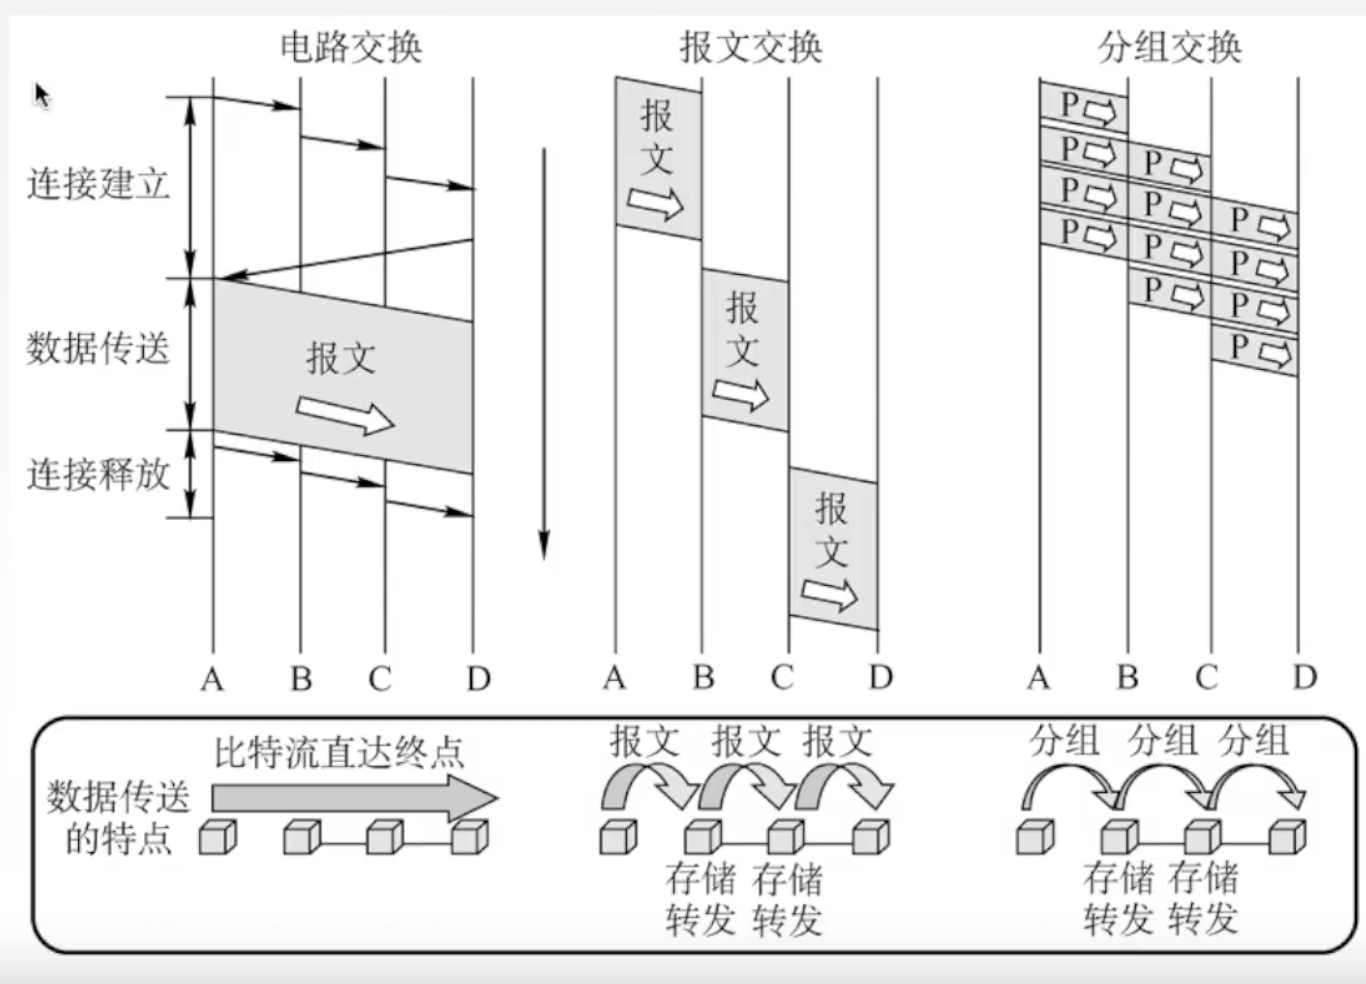 电路交换
报文交换
分组交换
连接建立
数据传送
连接释放
报文
A B C D
报
文
报
文
报
文
A B C D
P
P P
P P P
P P P
P P
P
A B C D
数据传送
的特点
比特流直达终点
报文 报文 报文
存储 存储
转发 转发
分组 分组 分组
存储 存储
转发 转发